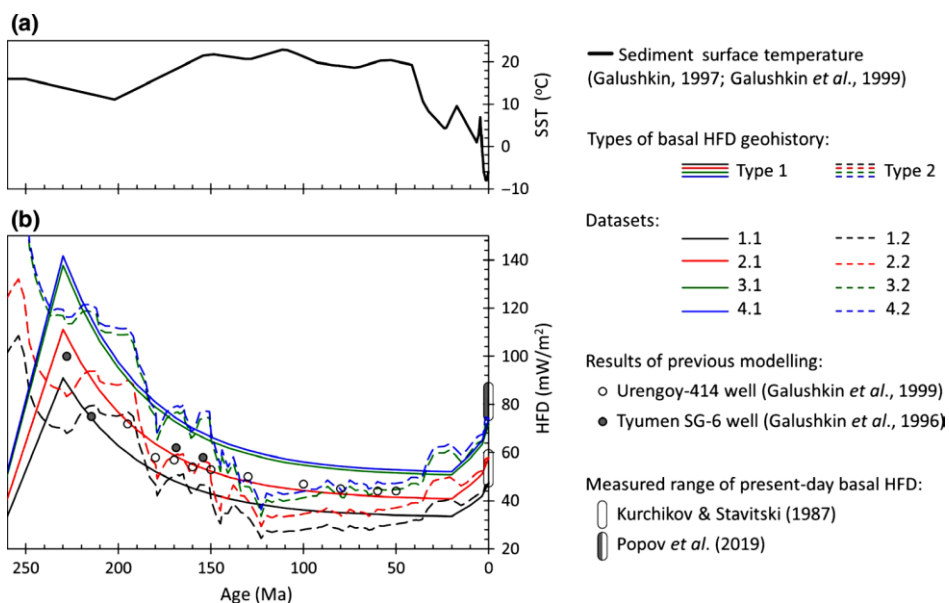 (a)
20
10
0
−10
SST (°C)
(b)
140
120
100
80
60
40
20
HFD (mW/m²)
250 200 150 100 50 0
Age (Ma)
Sediment surface temperature
(Galushkin, 1997; Galushkin et al., 1999)
Types of basal HFD geohistory:
Type 1 Type 2
Datasets:
1.1 1.2
2.1 2.2
3.1 3.2
4.1 4.2
Results of previous modelling:
Urengoy-414 well (Galushkin et al., 1999)
Tyumen SG-6 well (Galushkin et al., 1996)
Measured range of present-day basal HFD:
Kurchikov & Stavitski (1987)
Popov et al. (2019)